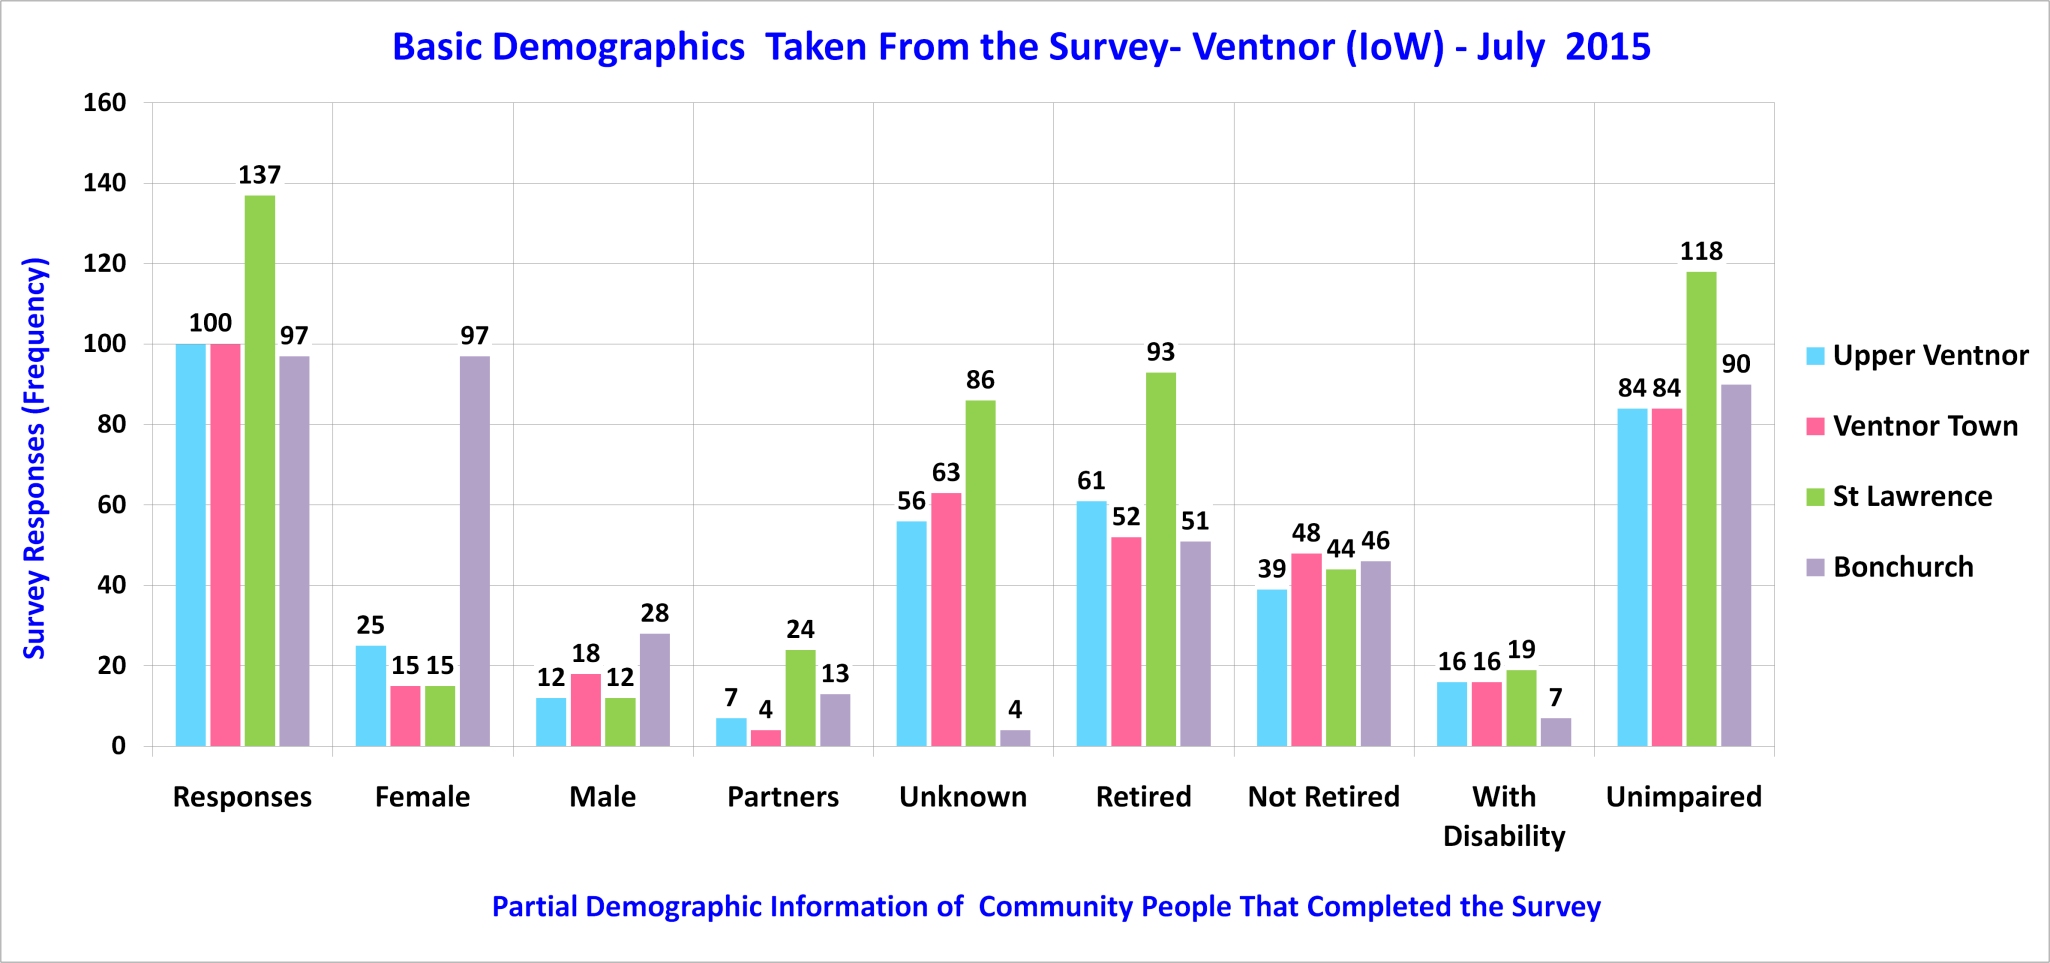 Basic Demographics  Taken From the Survey- Ventnor (IoW) - July  2015
Survey Responses (Frequency)
160
140
120
100
80
60
40
20
0
100
137
97
25
15
15
97
12
18
12
28
7
4
24
13
56
63
86
4
61
52
93
51
39
48
44
46
16
16
19
7
84
84
118
90
Responses
Female
Male
Partners
Unknown
Retired
Not Retired
With
Disability
Unimpaired
Upper Ventnor
Ventnor Town
St Lawrence
Bonchurch
Partial Demographic Information of  Community People That Completed the Survey